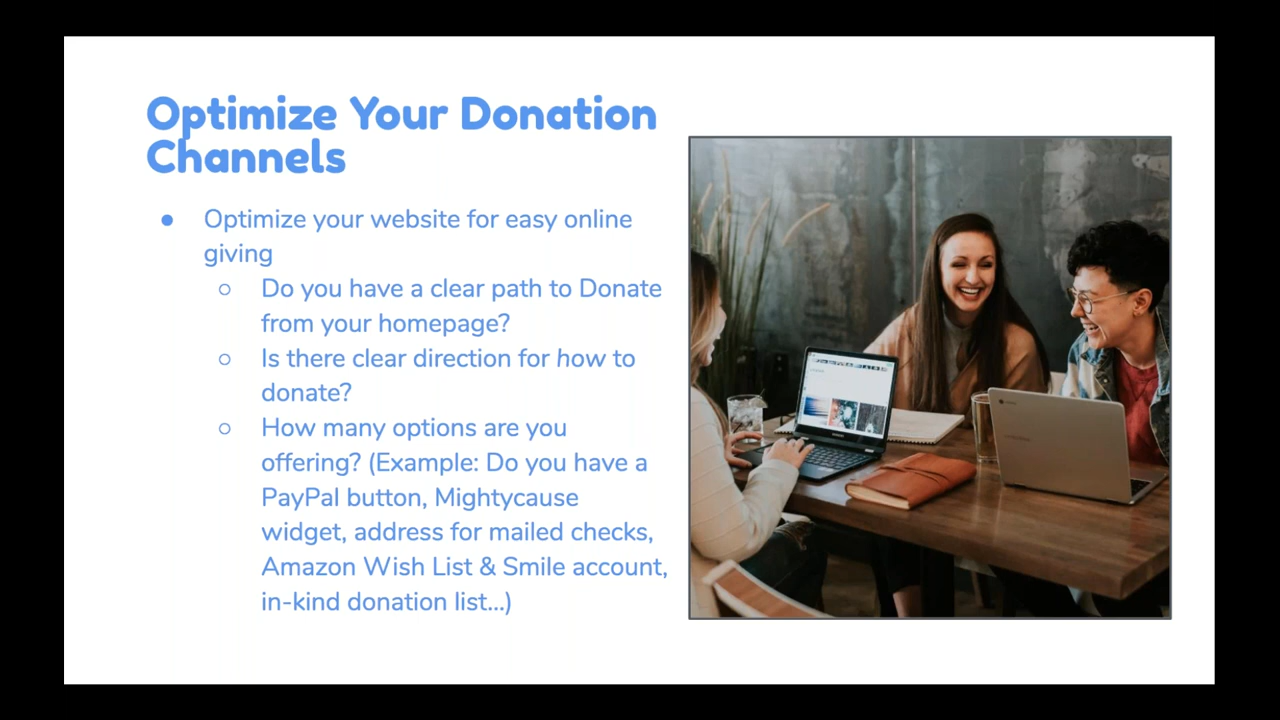 Optimize Your Donation
Channels
● Optimize your website for easy online
giving
○ Do you have a clear path to Donate
from your homepage?
○ Is there clear direction for how to
donate?
○ How many options are you
offering? (Example: Do you have a
PayPal button, Mightycause
widget, address for mailed checks,
Amazon Wish List & Smile account,
in-kind donation list...)